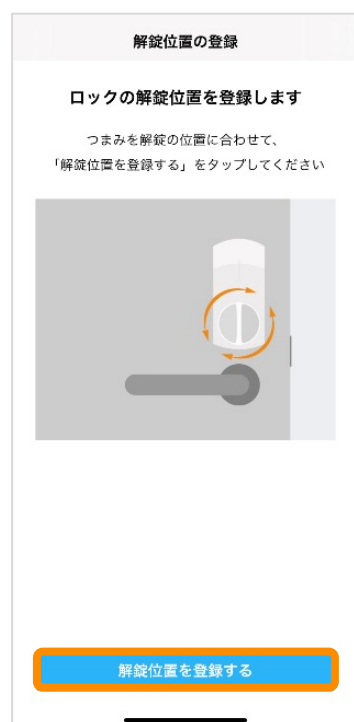 解錠位置の登録
ロックの解錠位置を登録します
つまみを解錠の位置に合わせて、
「解錠位置を登録する」をタップしてください
解錠位置を登録する